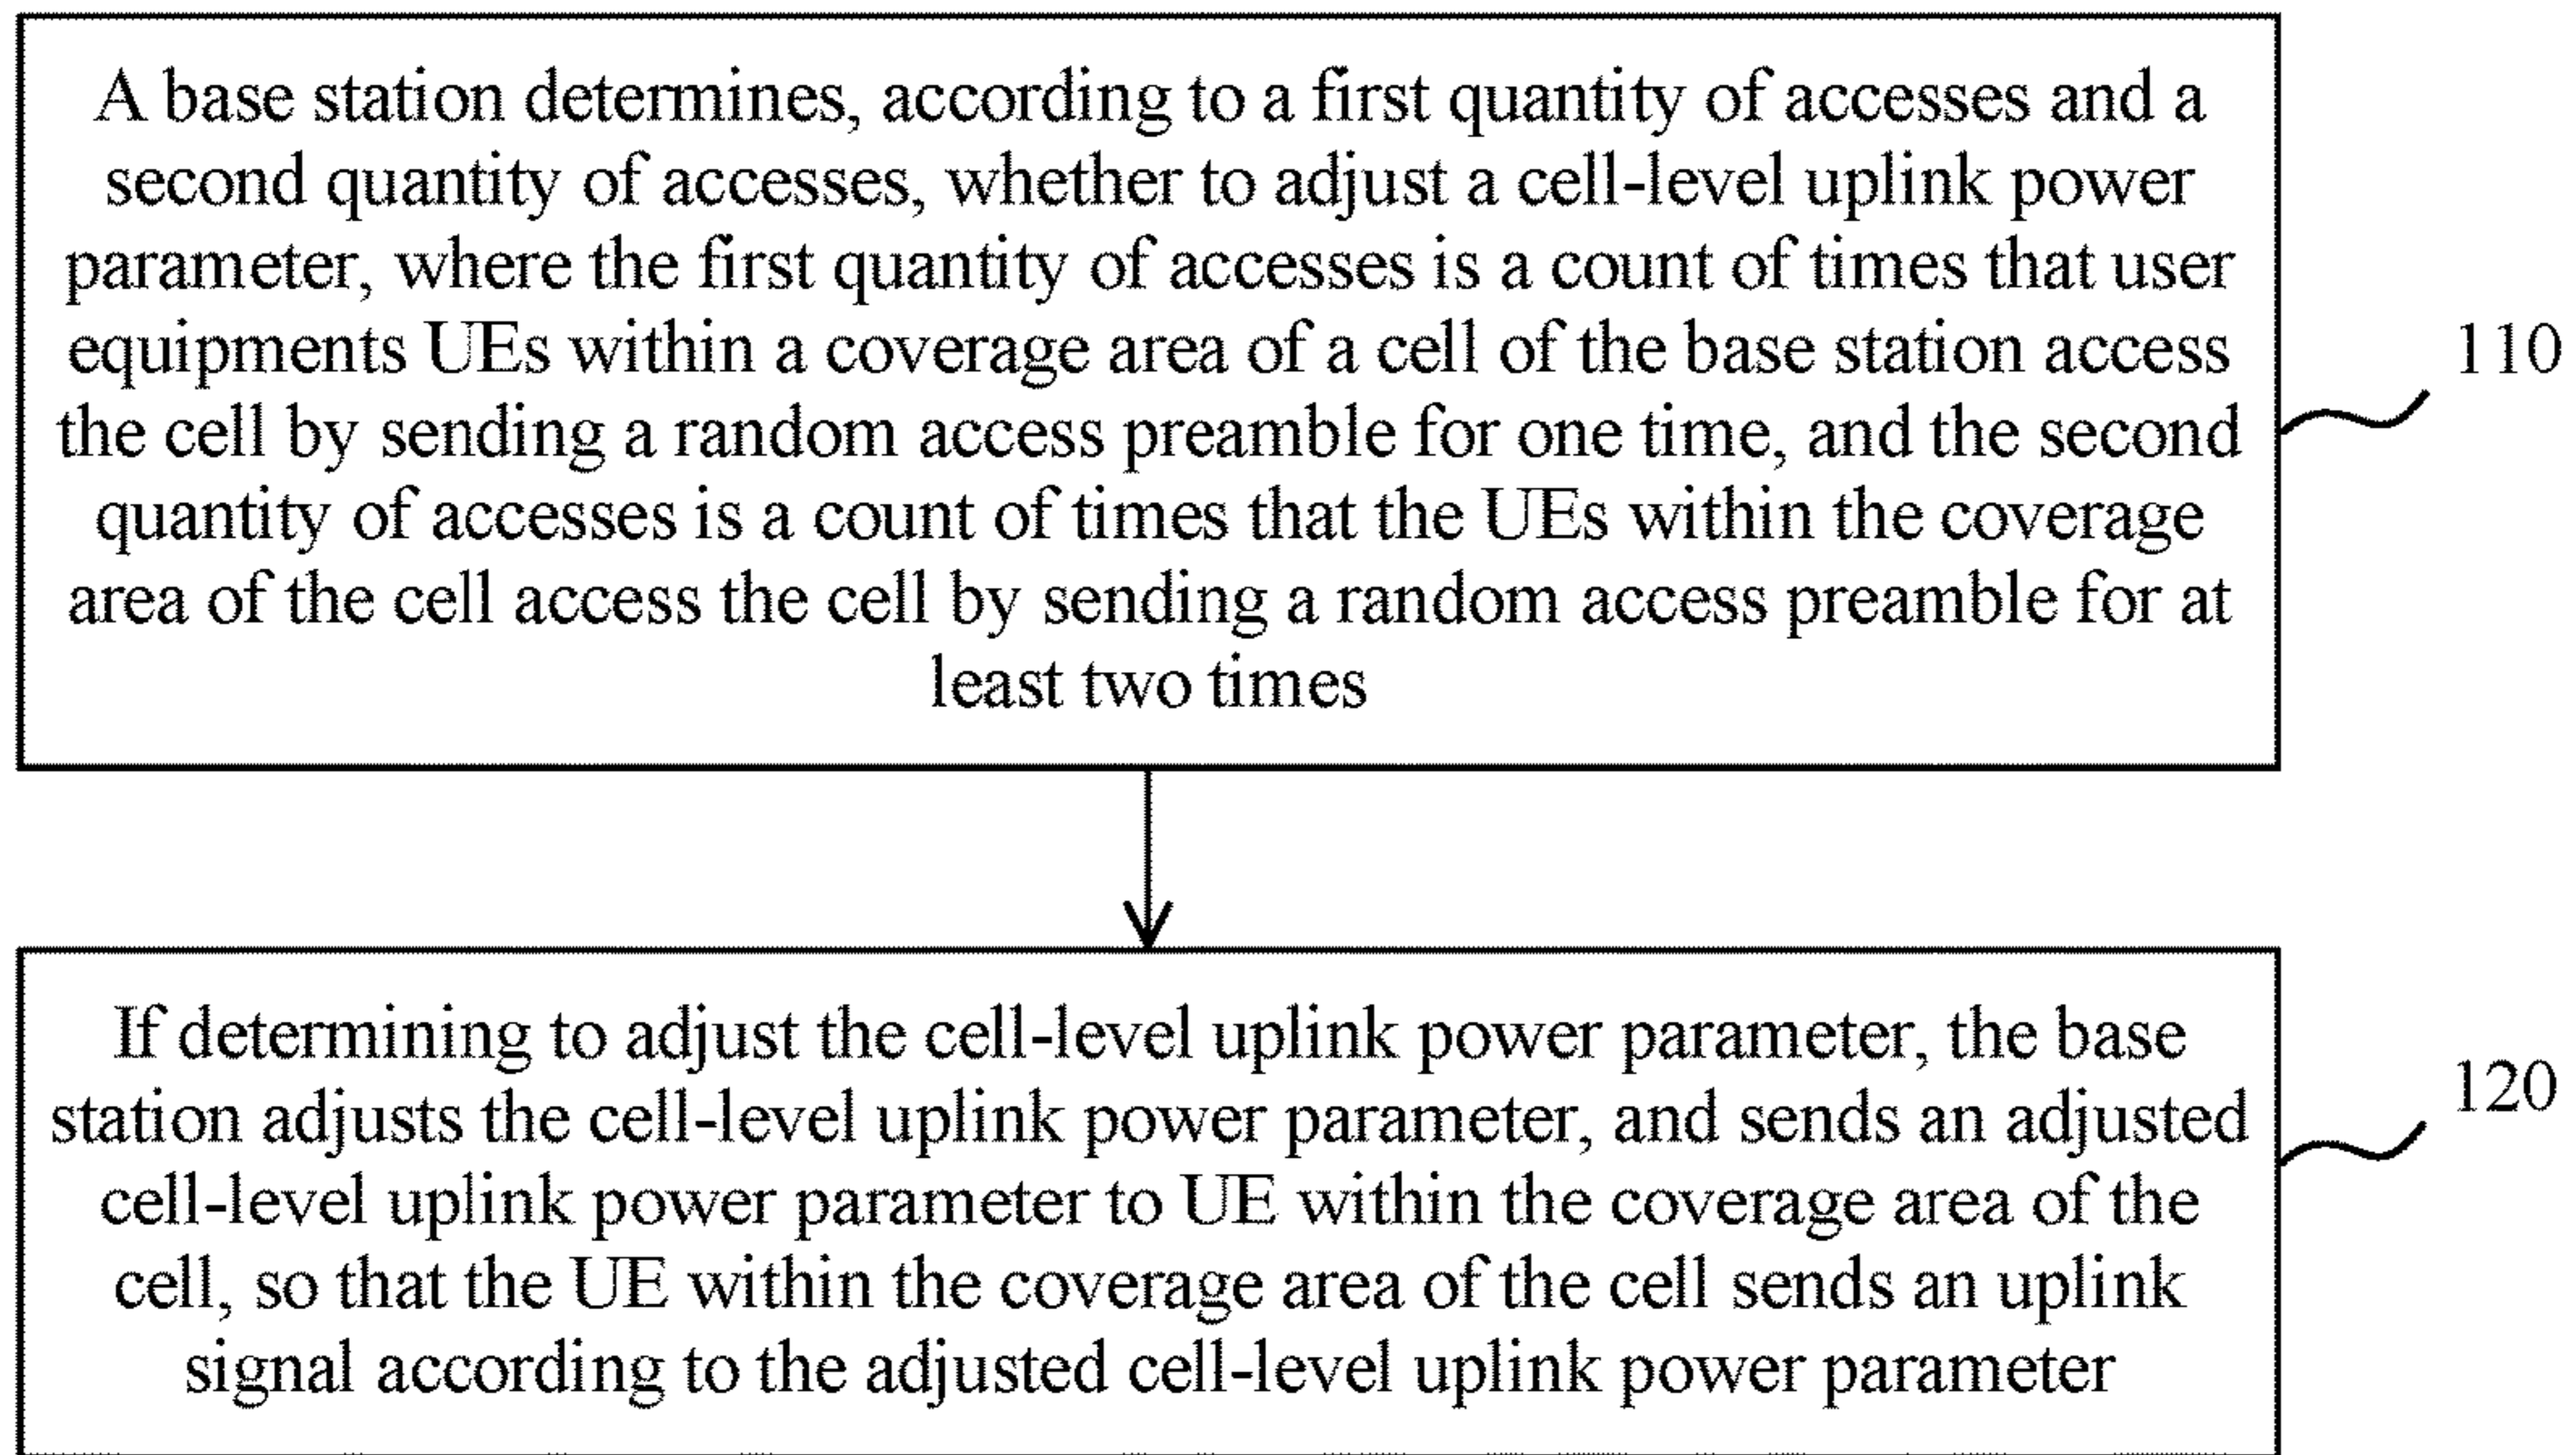 A base station determines, according to a first quantity of accesses and a
second quantity of accesses, whether to adjust a cell-level uplink power
parameter, where the first quantity of accesses is a count of times that user
equipments UEs within a coverage area of a cell of the base station access
the cell by sending a random access preamble for one time, and the second
quantity of accesses is a count of times that the UEs within the coverage
area of the cell access the cell by sending a random access preamble for at
least two times
110
If determining to adjust the cell-level uplink power parameter, the base
station adjusts the cell-level uplink power parameter, and sends an adjusted
cell-level uplink power parameter to UE within the coverage area of the
cell, so that the UE within the coverage area of the cell sends an uplink
signal according to the adjusted cell-level uplink power parameter
120